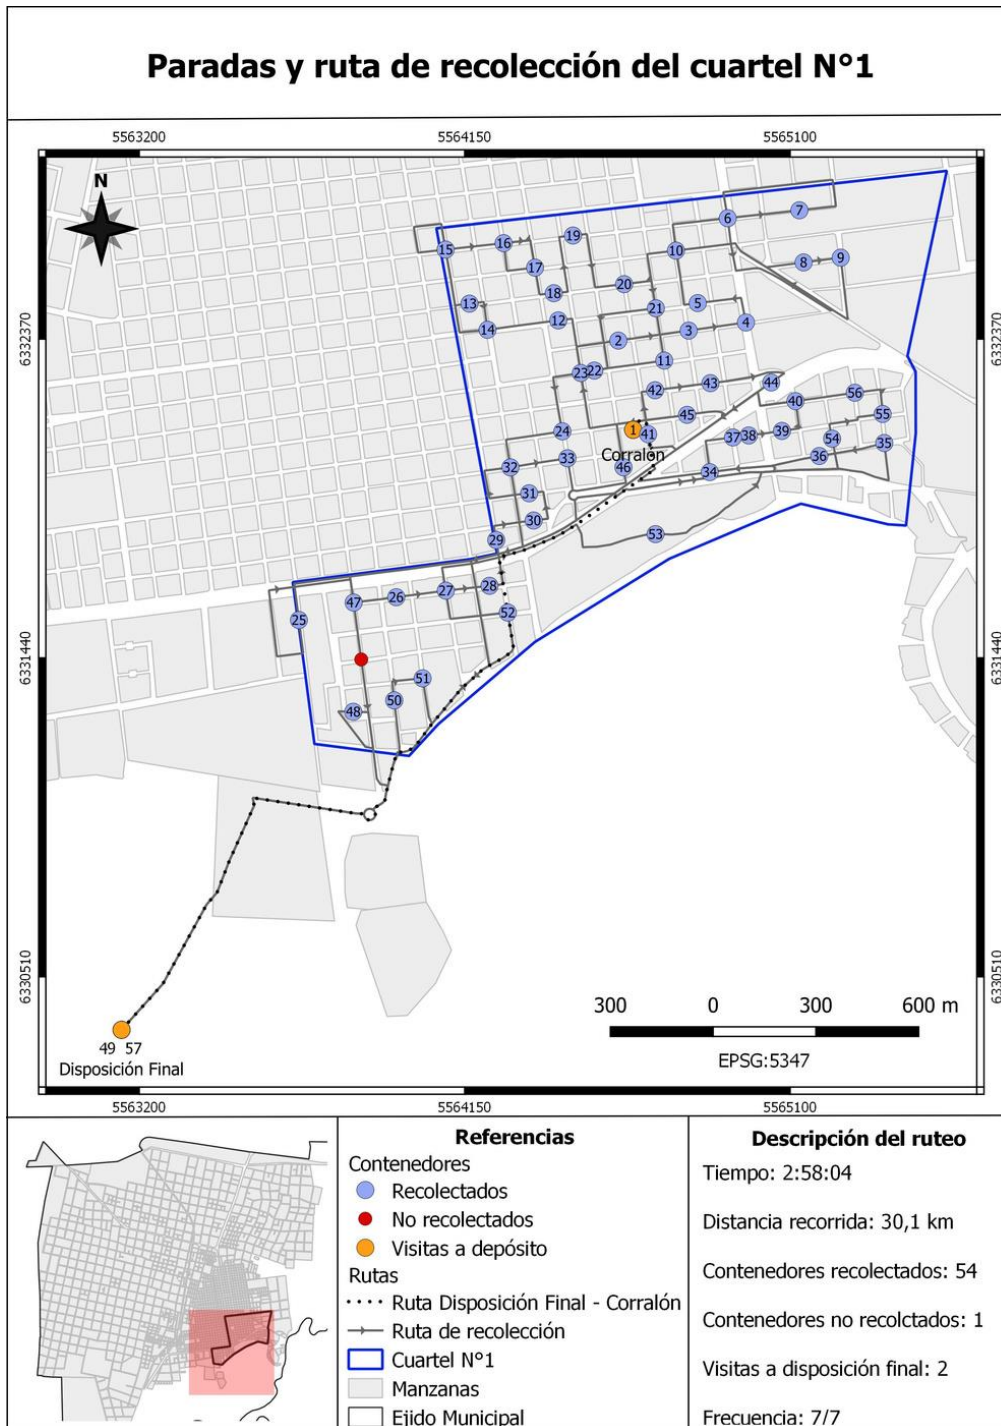 Paradas y ruta de recolección del cuartel N°1
5563200 5564150 5565100
N
6332370 6332370
6331440 6331440
6330510 6330510
6 7
15 16 19 10
17 8 9
18 20
13 21 5
14 12 4
2 3
23 22 11
42 43 44
40 56
45 55
24 1 41 37 38 39 54
Corralón
35
32 33 46 34 36
31
30
29 53
28
47 26 27
25 52
51
50
48
49 57
Disposición Final
300 0 300 600 m
EPSG:5347
5563200 5564150 5565100
Referencias
Contenedores
Recolectados
No recolectados
Visitas a depósito
Rutas
Ruta Disposición Final - Corralón
Ruta de recolección
Cuartel N°1
Manzanas
Ejido Municipal
Descripción del ruteo
Tiempo: 2:58:04
Distancia recorrida: 30,1 km
Contenedores recolectados: 54
Contenedores no recolctados: 1
Visitas a disposición final: 2
Frecuencia: 7/7